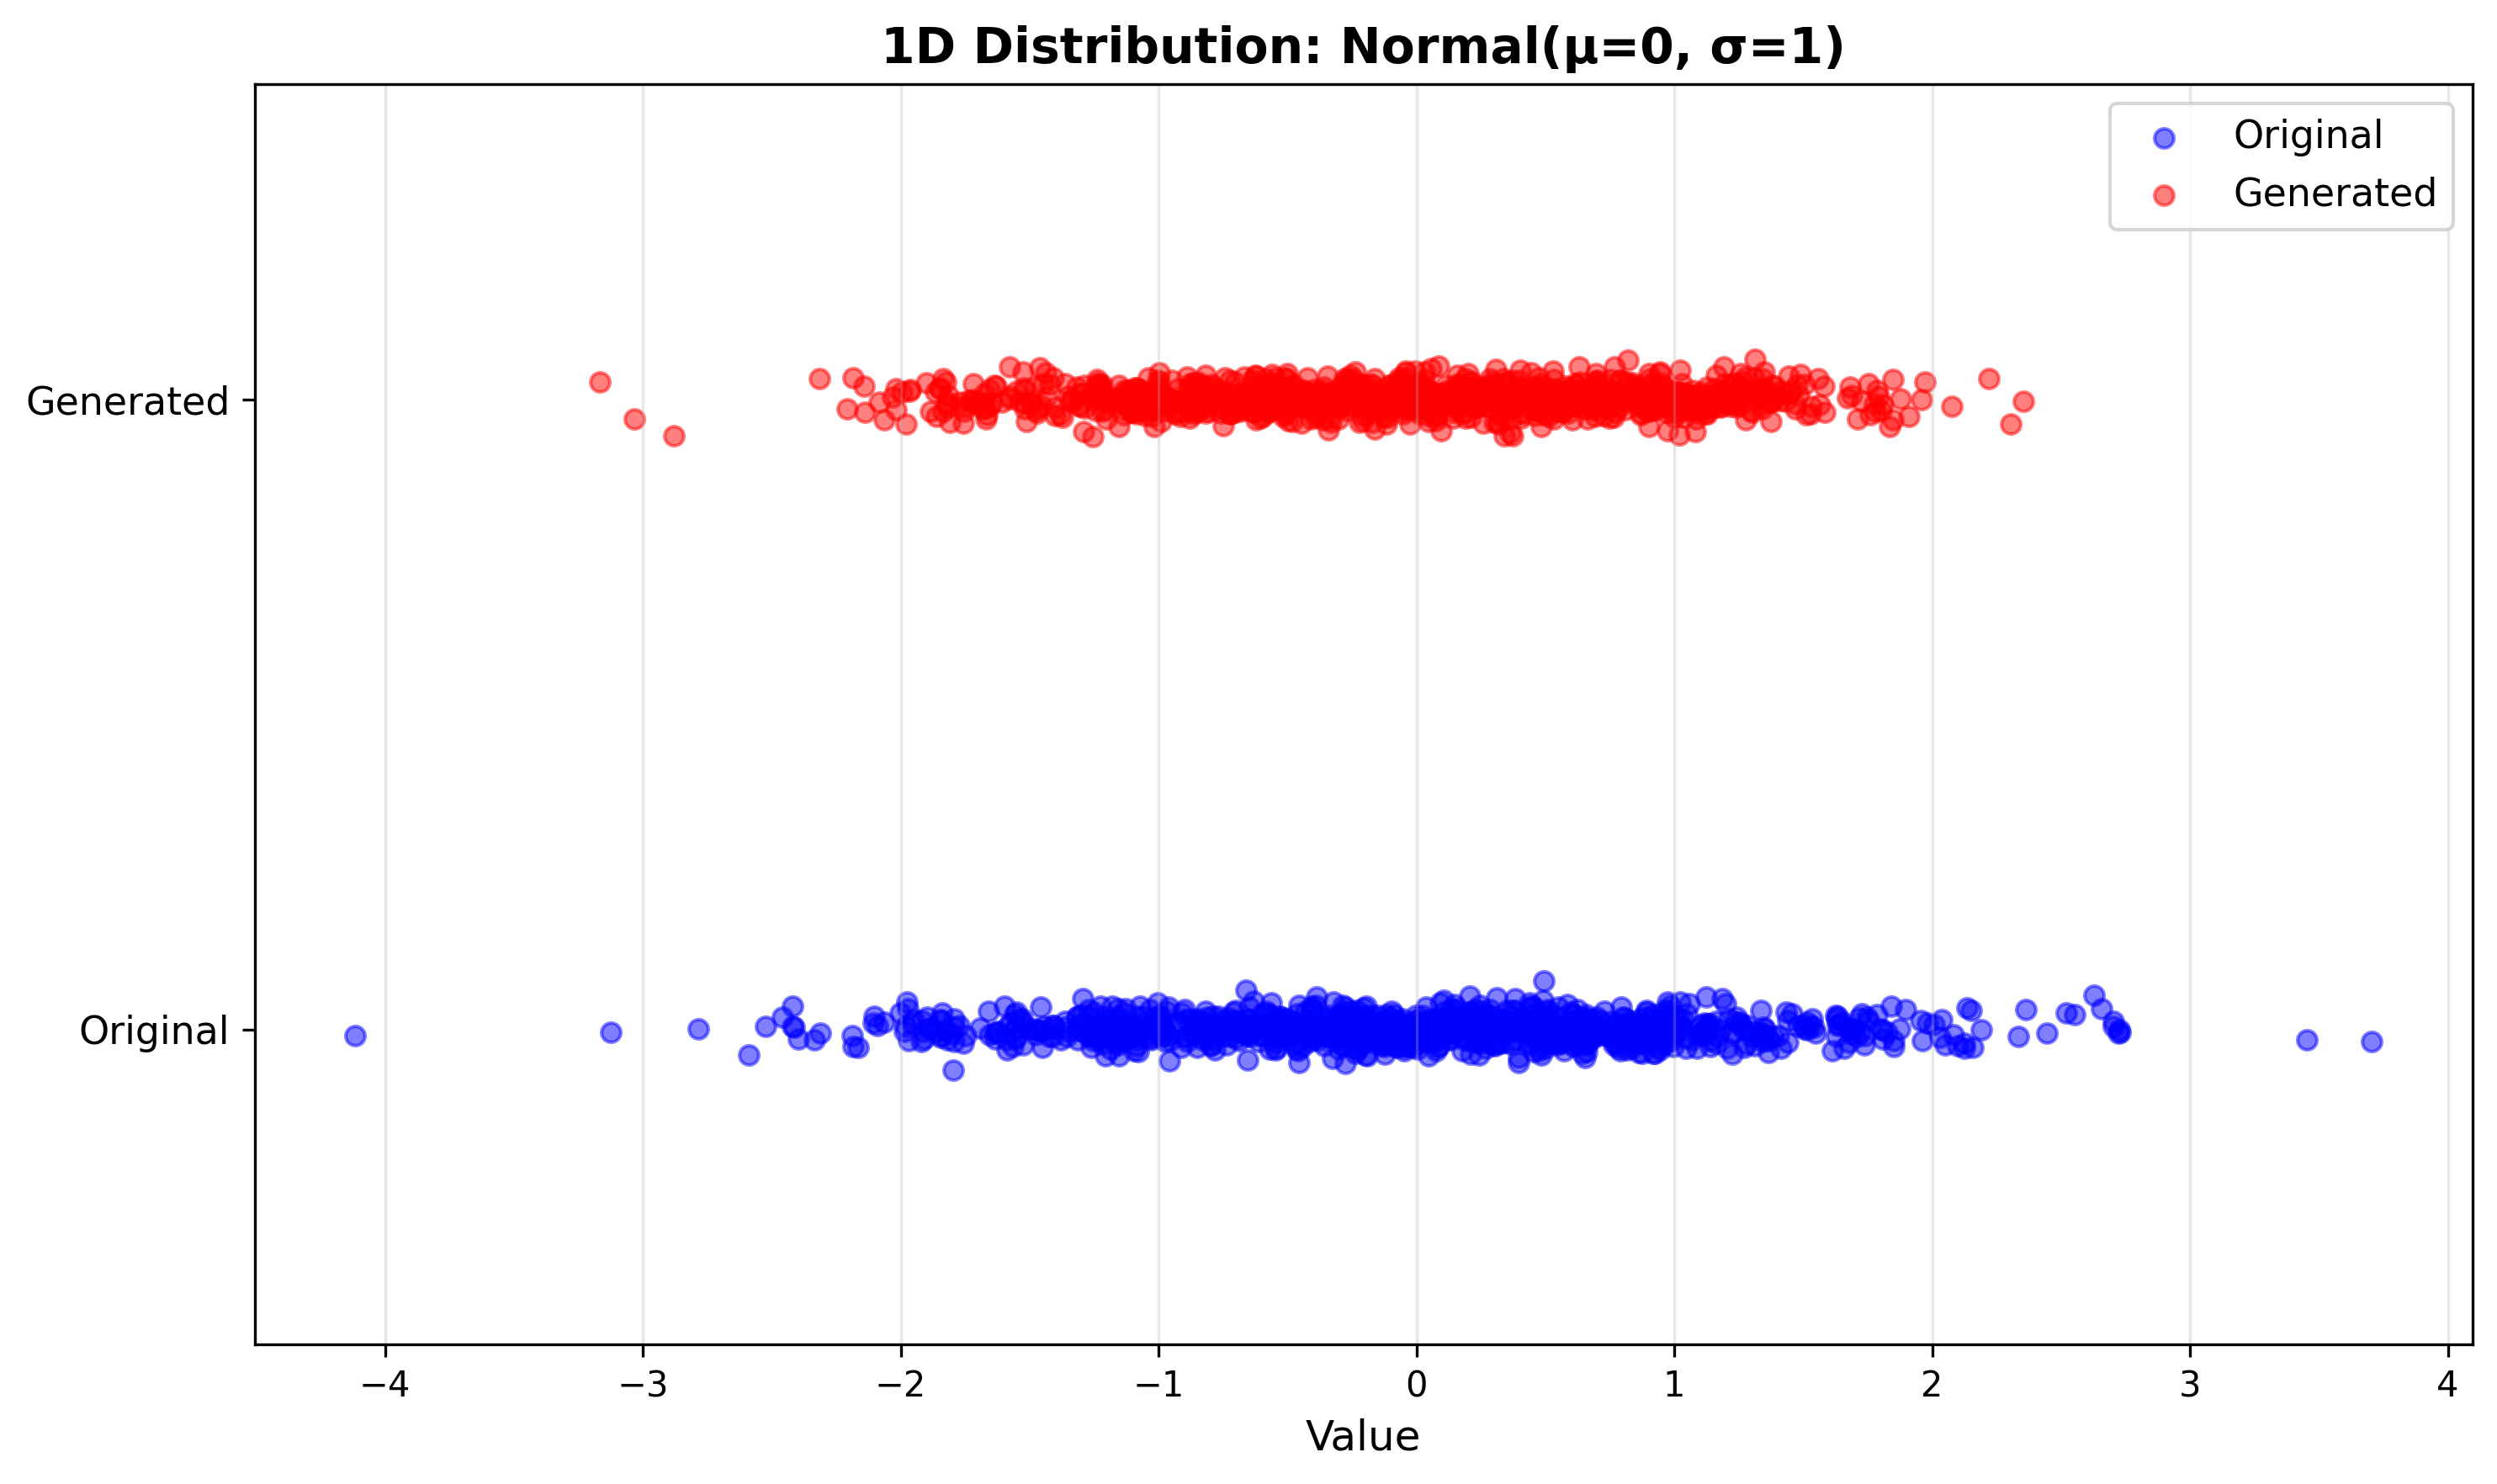 1D Distribution: Normal(μ=0, σ=1)
Original
Generated
Generated
Original
−4
−3
−2
−1
0
1
2
3
4
Value